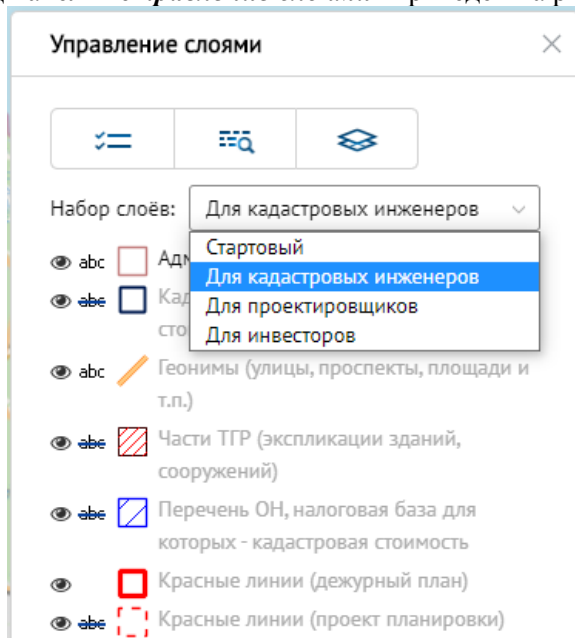 Управление слоями
Набор слоёв: Для кадастровых инженеров
Стартовый
Для кадастровых инженеров
Для проектировщиков
Для инвесторов
abc
abc
abc Геонимы (улицы, проспекты, площади и
т.п.)
abc Части ТГР (экспликации зданий,
сооружений)
abc Перечень ОН, налоговая база для
которых - кадастровая стоимость
Красные линии (дежурный план)
abc Красные линии (проект планировки)